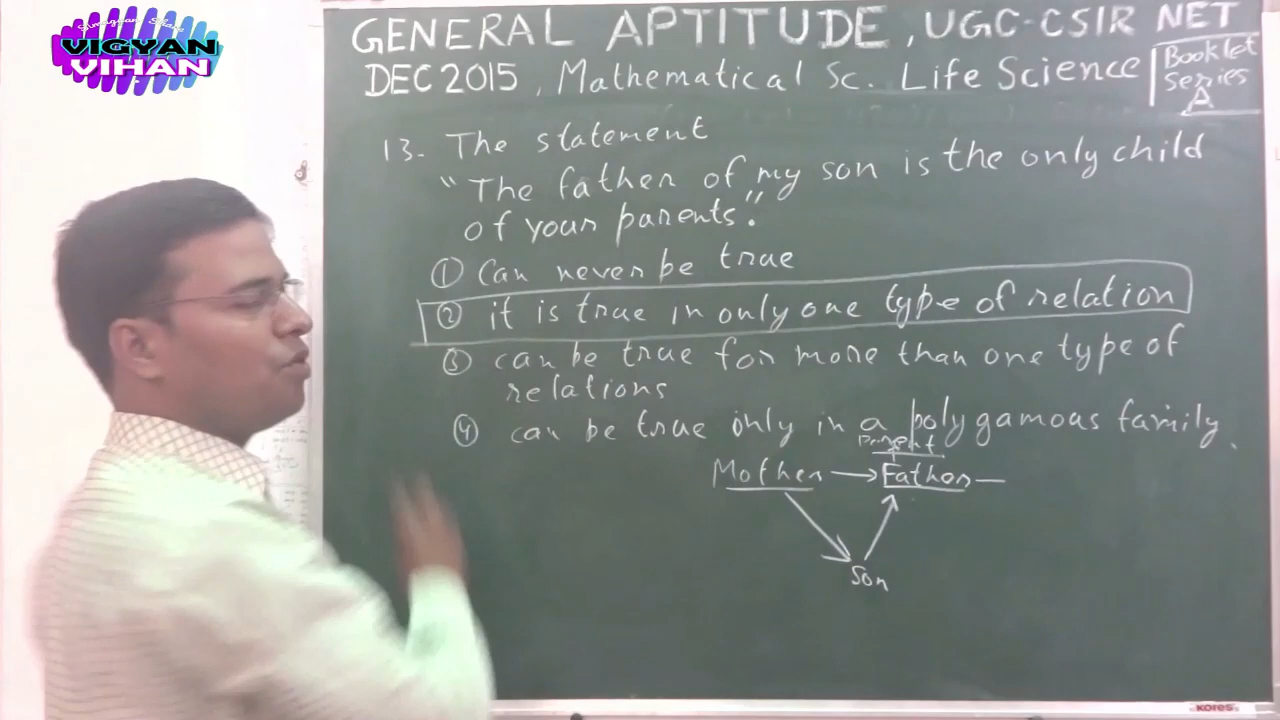 VIGYAN
VIHAN
GENERAL APTITUDE, UGC-CSIR NET
DEC 2015, Mathematical Sc. Life Science
Booklet
Series
A
13. The statement
"The father of my son is the only child
of your parents."
① Can never be true
② it is true in only one type of relation
③ can be true for more than one type of
relations
④ can be true only in a polygamous family.
Parent
Mother → Father —
Son
kores